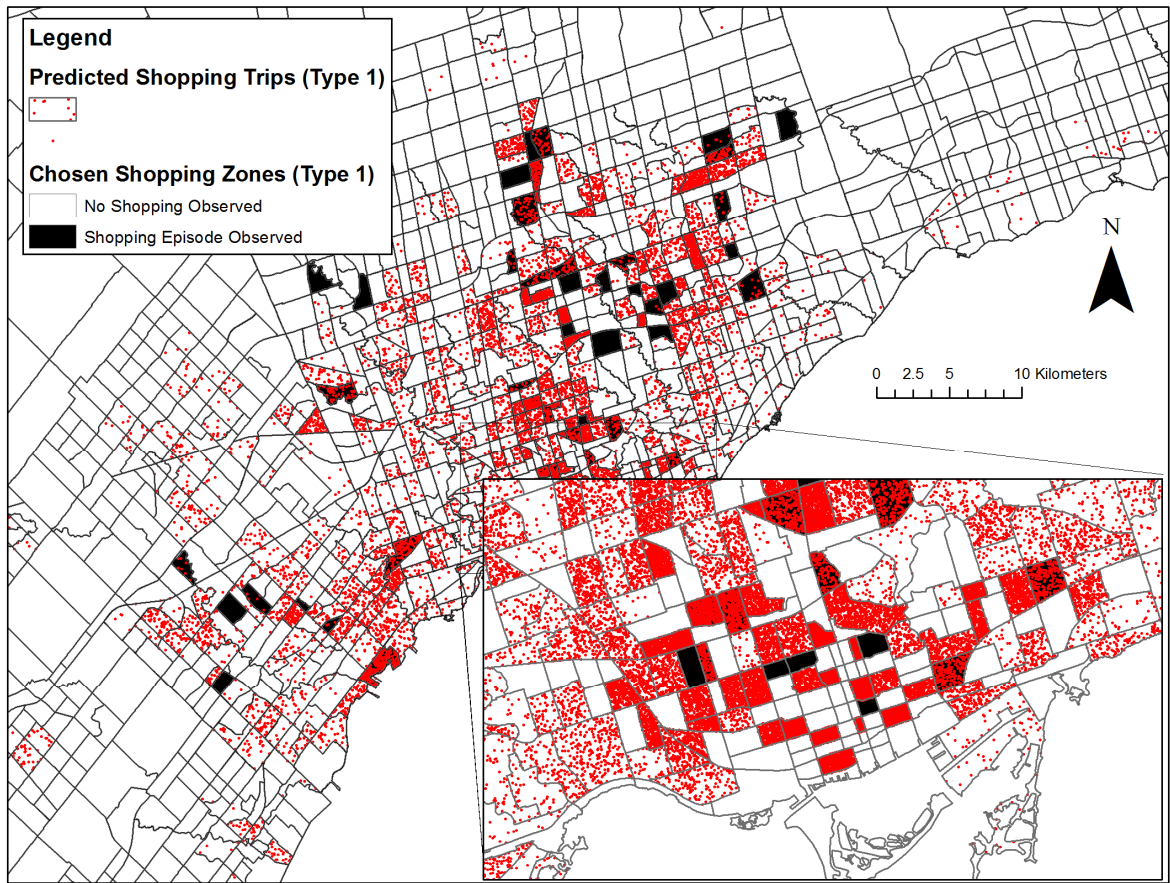 Legend
Predicted Shopping Trips (Type 1)
Chosen Shopping Zones (Type 1)
No Shopping Observed
Shopping Episode Observed
N
0 2.5 5 10 Kilometers